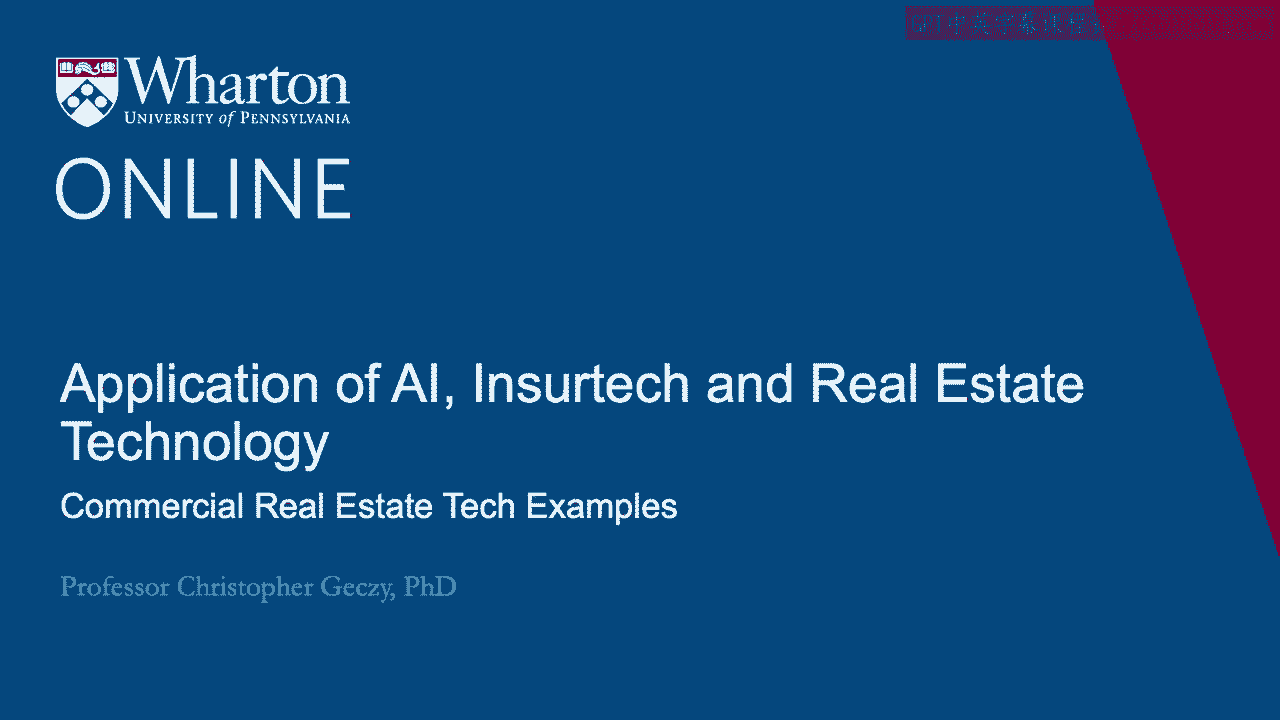 Wharton
UNIVERSITY of PENNSYLVANIA
ONLINE
Application of AI, Insurtech and Real Estate
Technology
Commercial Real Estate Tech Examples
Professor Christopher Geczy, PhD